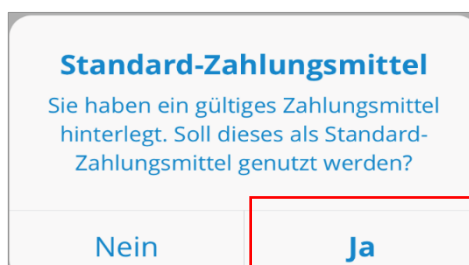 Standard-Zahlungsmittel
Sie haben ein gültiges Zahlungsmittel
hinterlegt. Soll dieses als Standard-
Zahlungsmittel genutzt werden?
Nein Ja